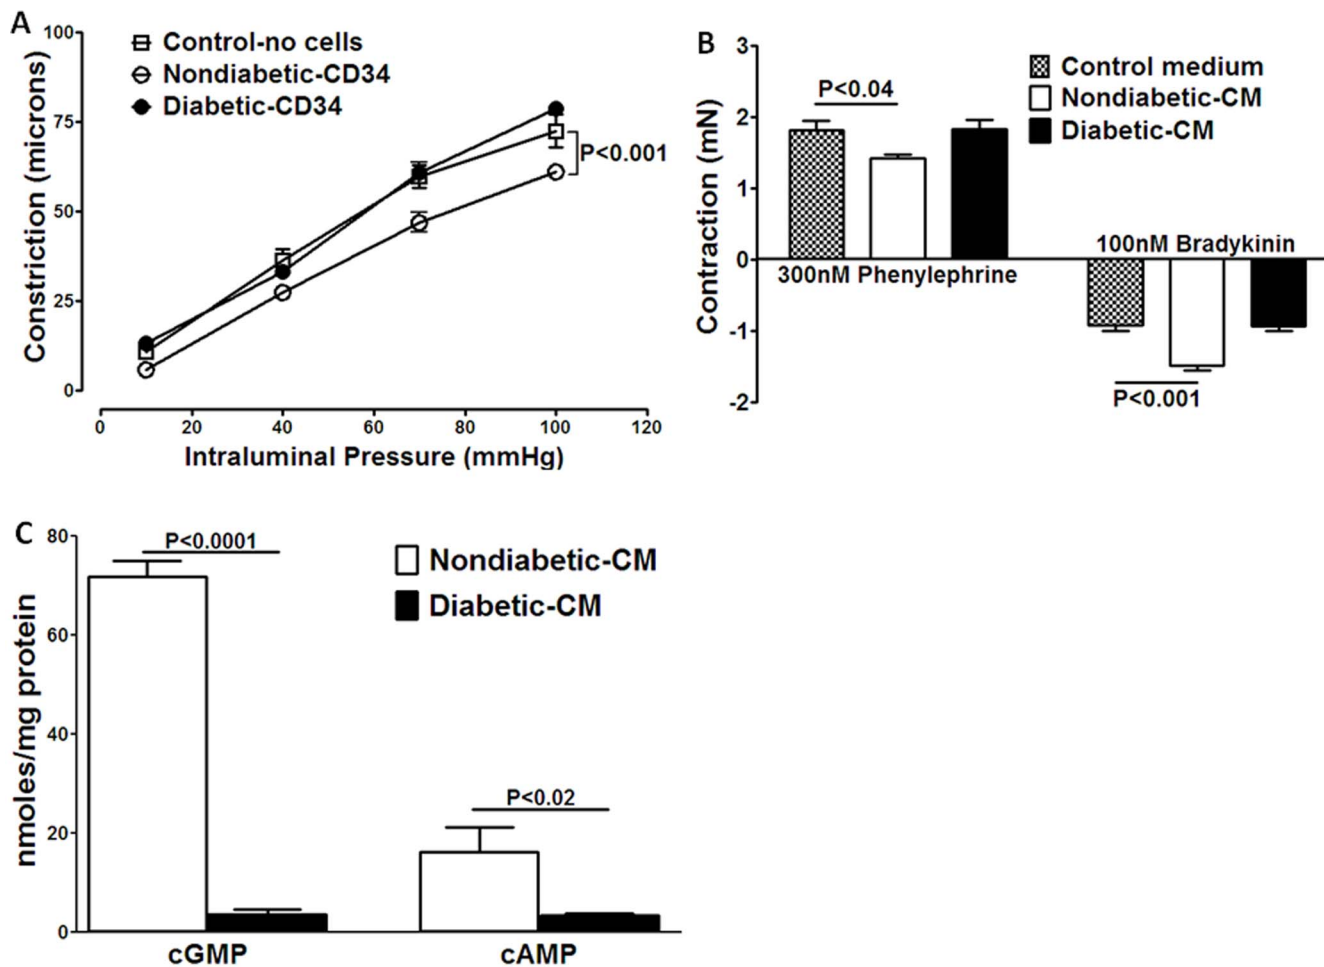 A
Constriction (microns)
100
75
50
25
0
Control-no cells
Nondiabetic-CD34
Diabetic-CD34
P<0.001
0
20
40
60
80
100
120
Intraluminal Pressure (mmHg)
B
Contraction (mN)
3
2
1
0
-1
-2
Control medium
Nondiabetic-CM
Diabetic-CM
P<0.04
300nM Phenylephrine
100nM Bradykinin
P<0.001
C
nmoles/mg protein
80
60
40
20
0
P<0.0001
Nondiabetic-CM
Diabetic-CM
P<0.02
cGMP
cAMP